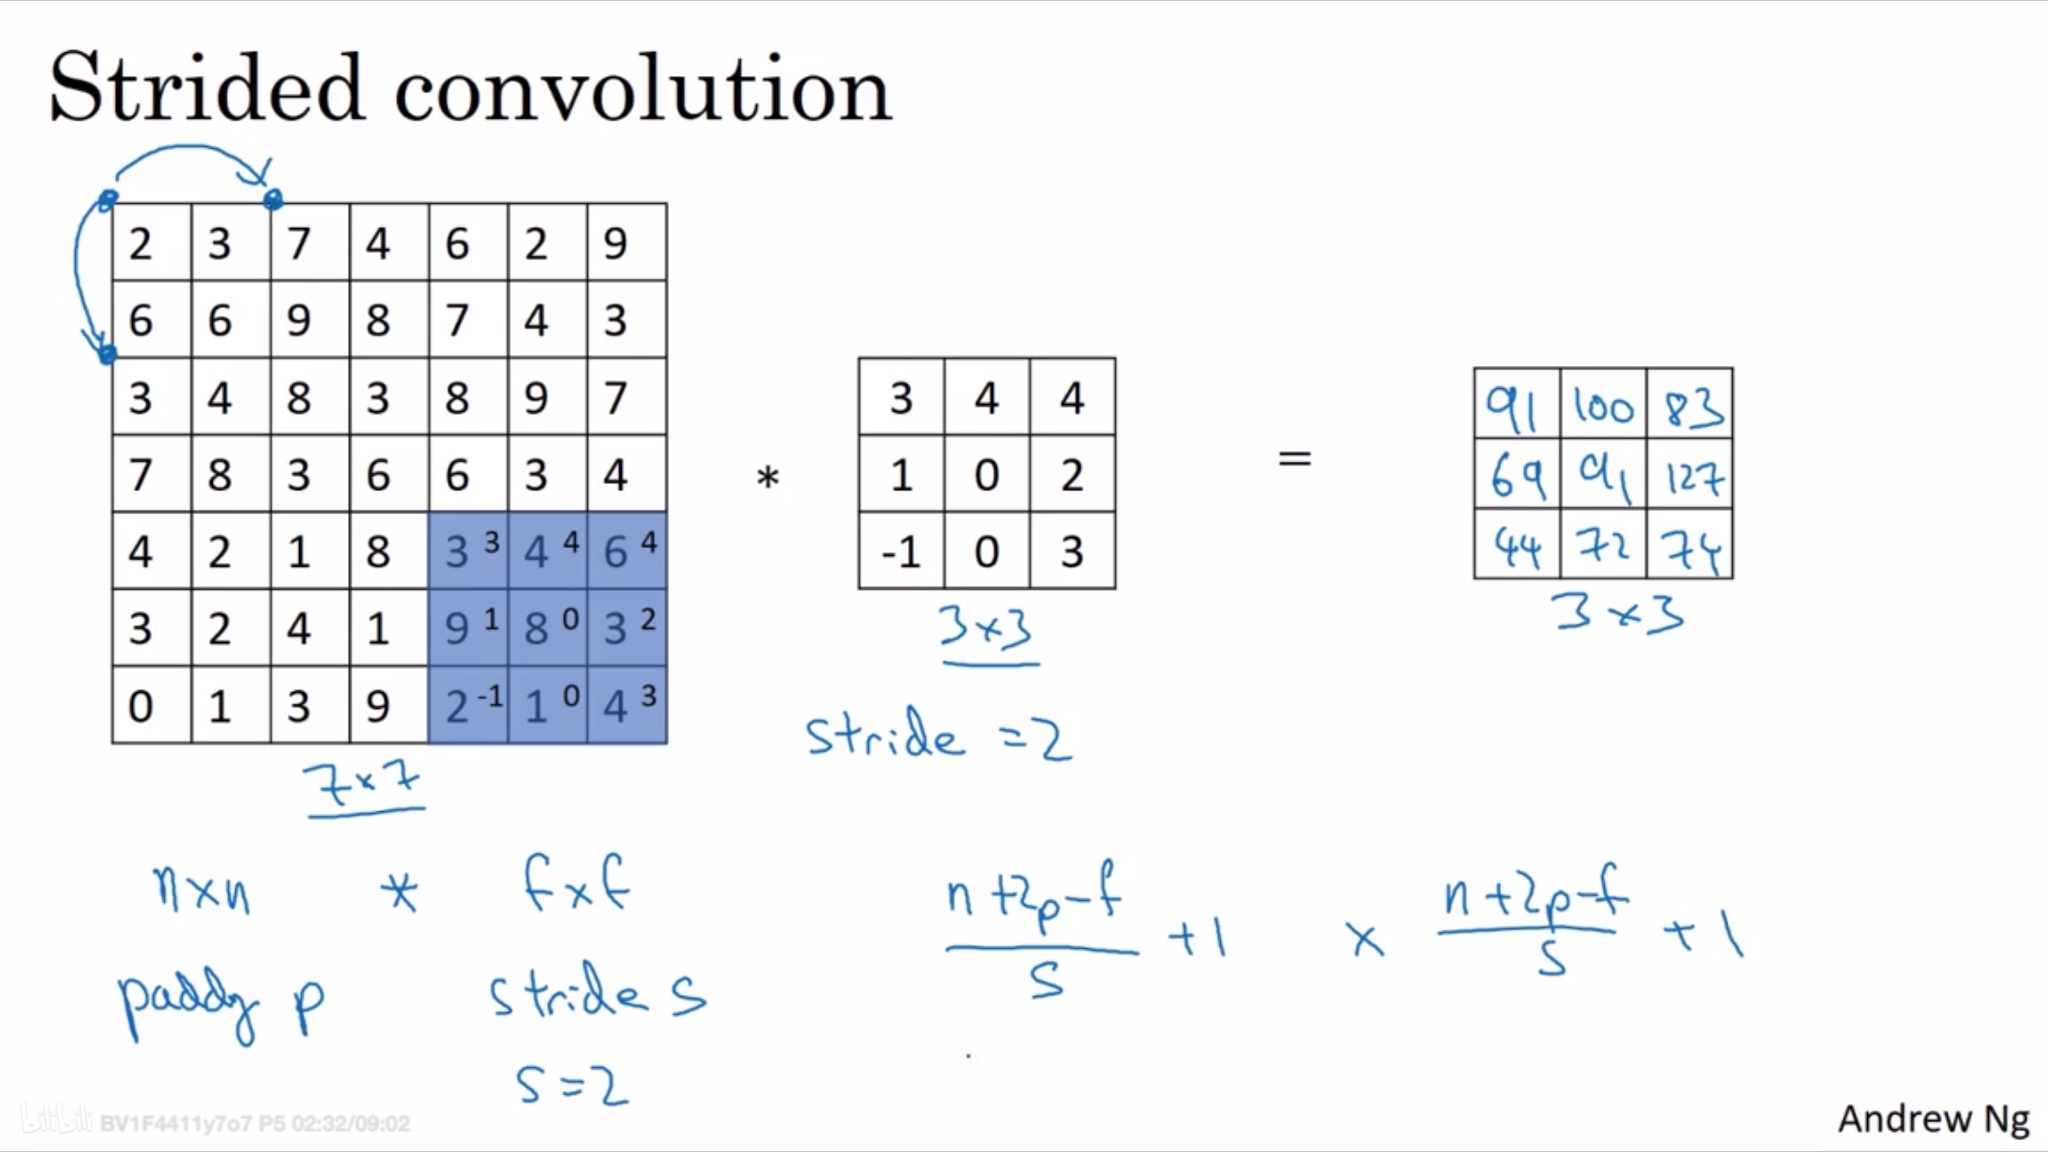 Strided convolution
2 3 7 4 6 2 9
6 6 9 8 7 4 3
3 4 8 3 8 9 7
7 8 3 6 6 3 4
4 2 1 8 3 3 4 4 6 4
3 2 4 1 9 1 8 0 3 2
0 1 3 9 2 -1 1 0 4 3
7×7
*
3 4 4
1 0 2
-1 0 3
3×3
stride = 2
=
91 100 83
69 91 127
44 72 74
3×3
n×n * f×f
padding p stride s
s=2
n+2p-f
s
+1
×
n+2p-f
s
+1
bilibili BV1F4411y7o7 P5 02:32/09:02
Andrew Ng